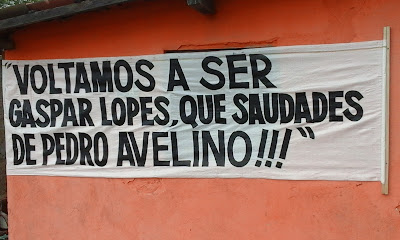 "VOLTAMOS A SER
GASPAR LOPES, QUE SAUDADES
DE PEDRO AVELINO!!!"